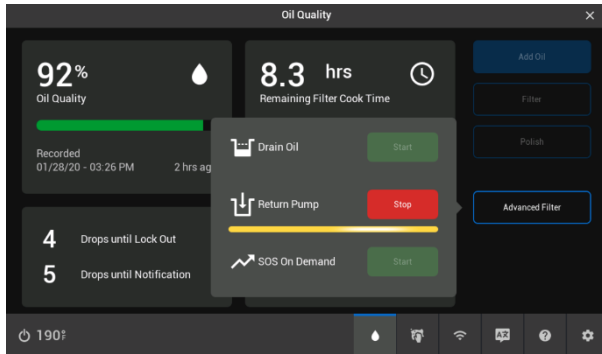 Oil Quality
92%
Oil Quality
Recorded
01/28/20 - 03:26 PM 2 hrs ag
8.3 hrs
Remaining Filter Cook Time
Add Oil
Filter
Polish
Advanced Filter
Drain Oil Start
Return Pump Stop
SOS On Demand Start
4 Drops until Lock Out
5 Drops until Notification
190°F